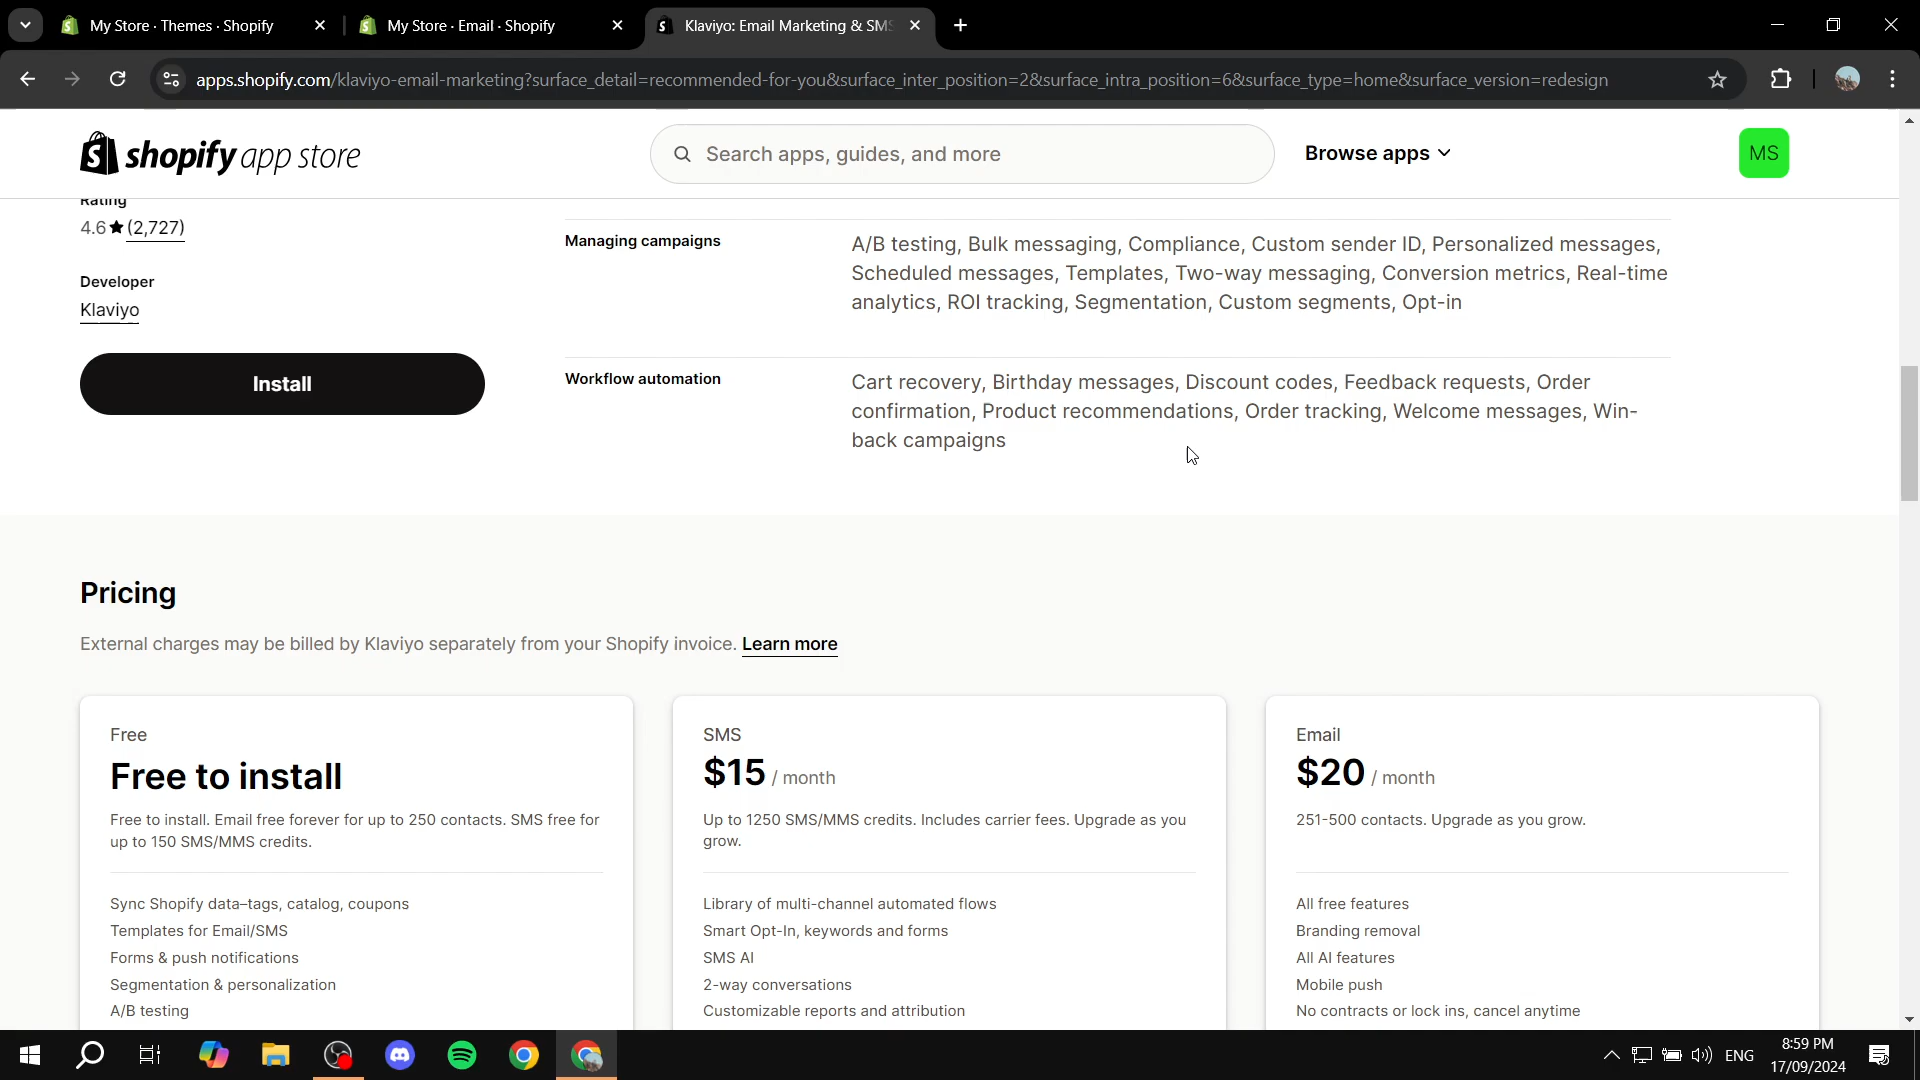 My Store · Themes · Shopify
My Store · Email · Shopify
Klaviyo: Email Marketing & SMS
apps.shopify.com/klaviyo-email-marketing?surface_detail=recommended-for-you&surface_inter_position=2&surface_intra_position=6&surface_type=home&surface_version=redesign
shopify app store
Search apps, guides, and more
Browse apps
MS
Rating
4.6★(2,727)
Developer
Klaviyo
Install
Managing campaigns
A/B testing, Bulk messaging, Compliance, Custom sender ID, Personalized messages,
Scheduled messages, Templates, Two-way messaging, Conversion metrics, Real-time
analytics, ROI tracking, Segmentation, Custom segments, Opt-in
Workflow automation
Cart recovery, Birthday messages, Discount codes, Feedback requests, Order
confirmation, Product recommendations, Order tracking, Welcome messages, Win-
back campaigns
Pricing
External charges may be billed by Klaviyo separately from your Shopify invoice. Learn more
Free
Free to install
Free to install. Email free forever for up to 250 contacts. SMS free for
up to 150 SMS/MMS credits.
Sync Shopify data–tags, catalog, coupons
Templates for Email/SMS
Forms & push notifications
Segmentation & personalization
A/B testing
SMS
$15 / month
Up to 1250 SMS/MMS credits. Includes carrier fees. Upgrade as you
grow.
Library of multi-channel automated flows
Smart Opt-In, keywords and forms
SMS AI
2-way conversations
Customizable reports and attribution
Email
$20 / month
251-500 contacts. Upgrade as you grow.
All free features
Branding removal
All AI features
Mobile push
No contracts or lock ins, cancel anytime
ENG
8:59 PM
17/09/2024